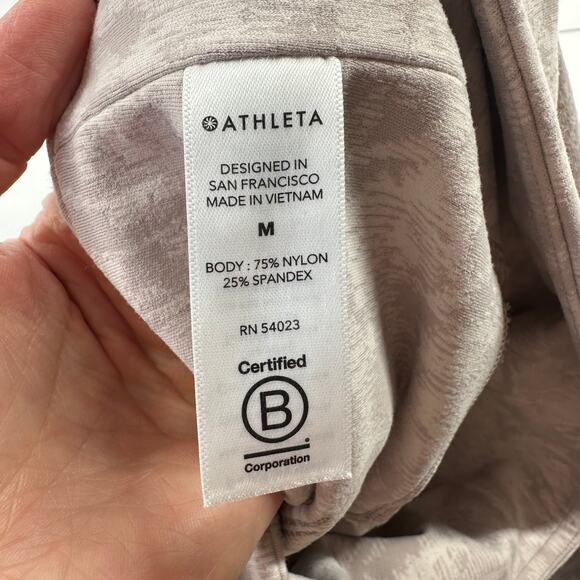 ATHLETA
DESIGNED IN
SAN FRANCISCO
MADE IN VIETNAM
M
BODY : 75% NYLON
25% SPANDEX
RN 54023
Certified
B
Corporation